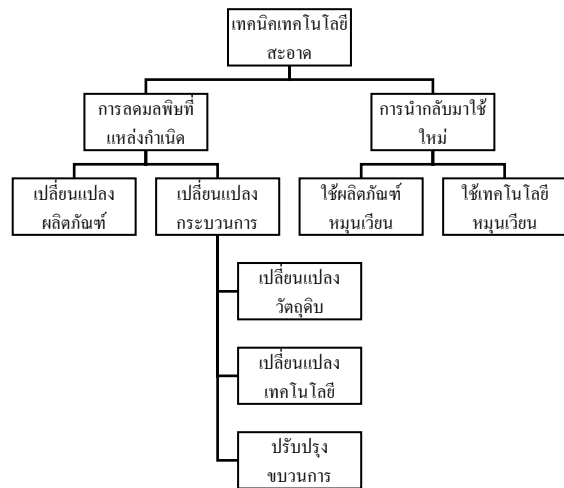 เทคนิคเทคโนโลยี
สะอาด
การลดมลพิษที่
แหล่งกำเนิด
การนำกลับมาใช้
ใหม่
เปลี่ยนแปลง
ผลิตภัณฑ์
เปลี่ยนแปลง
กระบวนการ
ใช้ผลิตภัณฑ์
หมุนเวียน
ใช้เทคโนโลยี
หมุนเวียน
เปลี่ยนแปลง
วัตถุดิบ
เปลี่ยนแปลง
เทคโนโลยี
ปรับปรุง
ขบวนการ